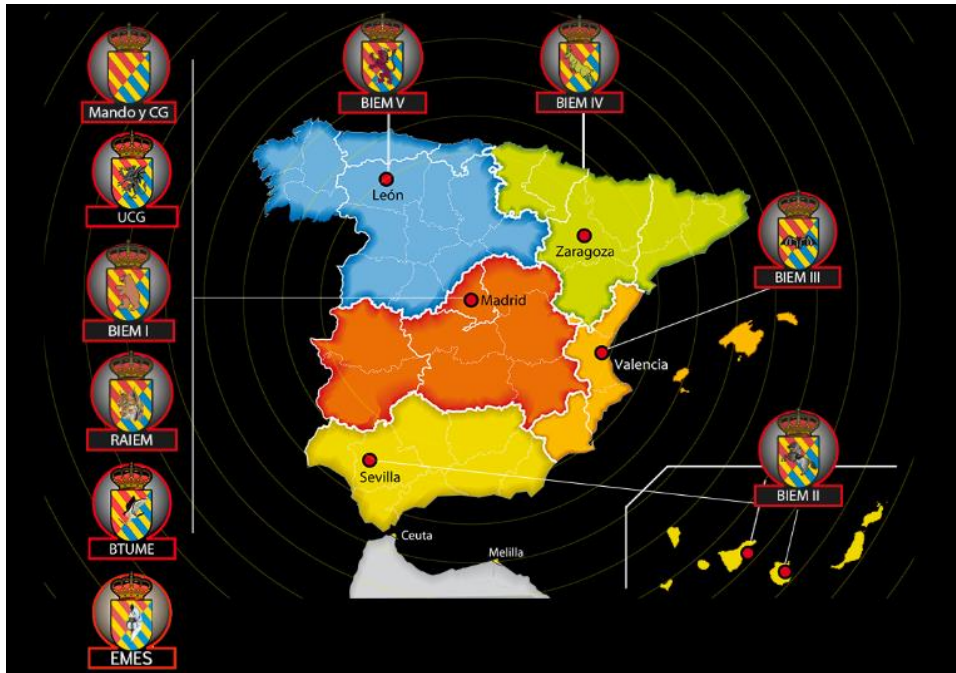 Mando y CG
UCG
BIEM I
RAIEM
BTUME
EMES
BIEM V
BIEM IV
BIEM III
BIEM II
León
Zaragoza
Madrid
Valencia
Sevilla
Ceuta
Melilla